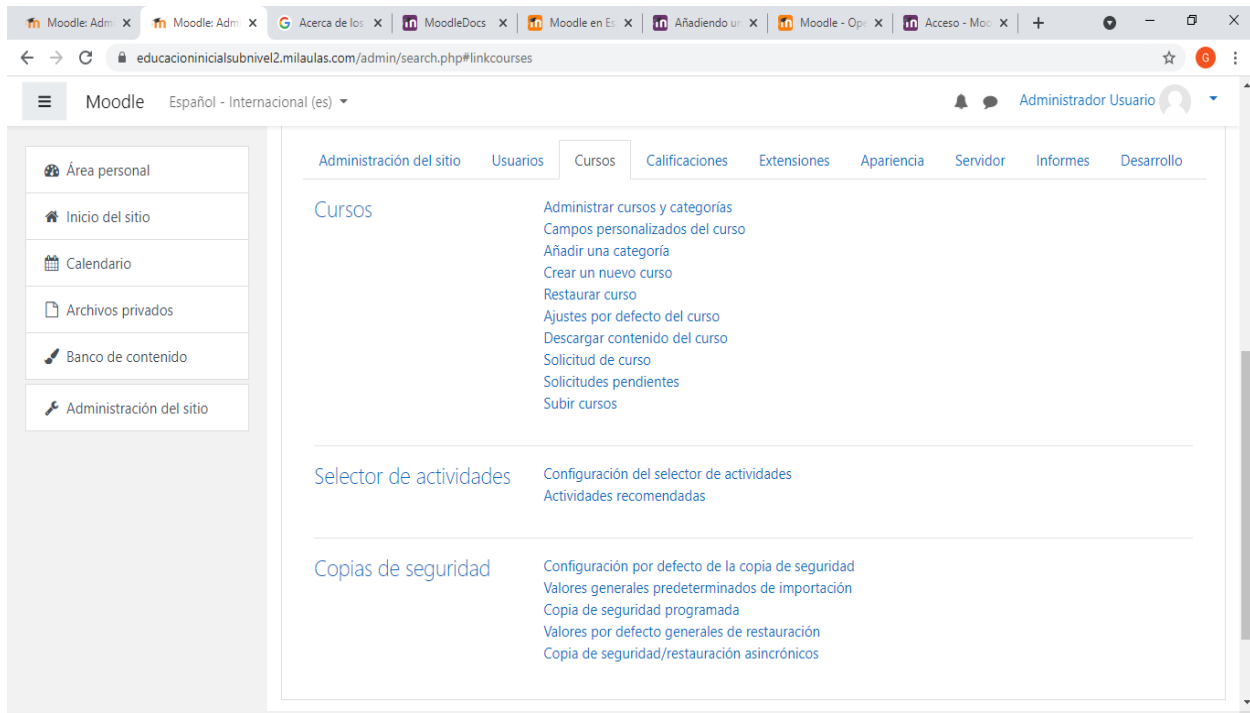 Moodle: Adm
Moodle: Adm
Acerca de los
MoodleDocs
Moodle en Es
Añadiendo un
Moodle - Ope
Acceso - Moo
educacioninicialsubnivel2.milaulas.com/admin/search.php#linkcourses
G
Moodle Español - Internacional (es)
Administrador Usuario
Área personal
Inicio del sitio
Calendario
Archivos privados
Banco de contenido
Administración del sitio
Administración del sitio Usuarios Cursos Calificaciones Extensiones Apariencia Servidor Informes Desarrollo
Cursos
Administrar cursos y categorías
Campos personalizados del curso
Añadir una categoría
Crear un nuevo curso
Restaurar curso
Ajustes por defecto del curso
Descargar contenido del curso
Solicitud de curso
Solicitudes pendientes
Subir cursos
Selector de actividades
Configuración del selector de actividades
Actividades recomendadas
Copias de seguridad
Configuración por defecto de la copia de seguridad
Valores generales predeterminados de importación
Copia de seguridad programada
Valores por defecto generales de restauración
Copia de seguridad/restauración asincrónicos